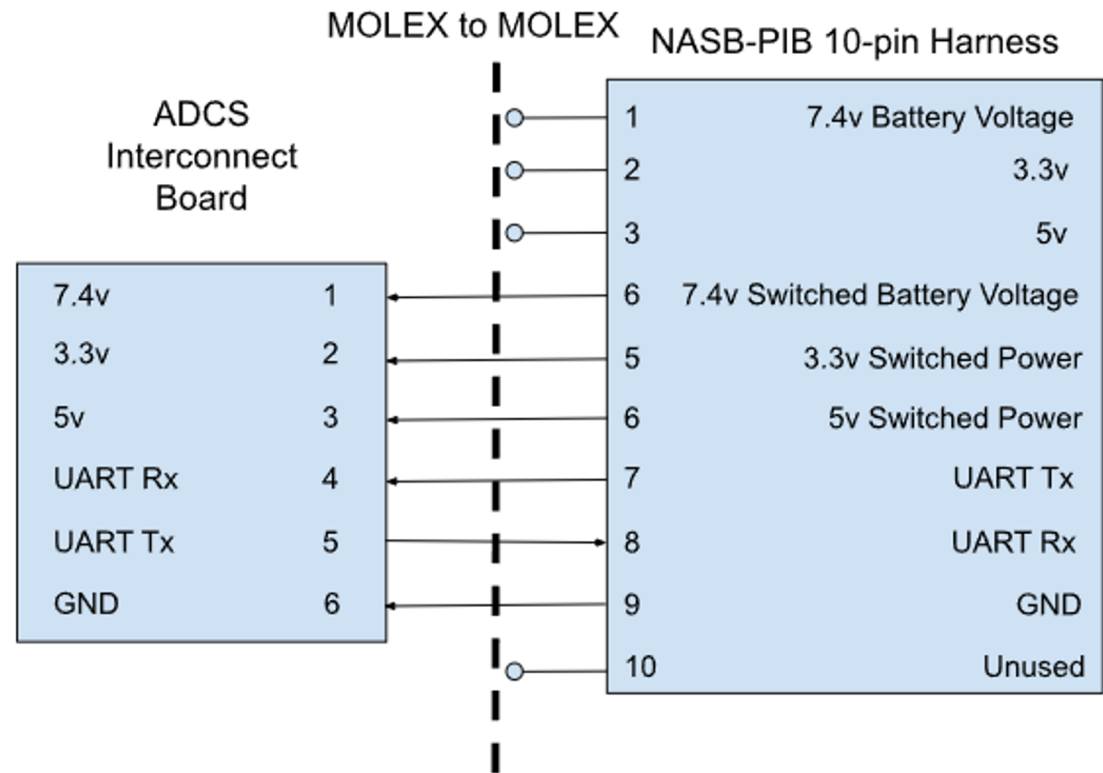 MOLEX to MOLEX
NASB-PIB 10-pin Harness
ADCS
Interconnect
Board
7.4v 1
3.3v 2
5v 3
UART Rx 4
UART Tx 5
GND 6
1 7.4v Battery Voltage
2 3.3v
3 5v
6 7.4v Switched Battery Voltage
5 3.3v Switched Power
6 5v Switched Power
7 UART Tx
8 UART Rx
9 GND
10 Unused